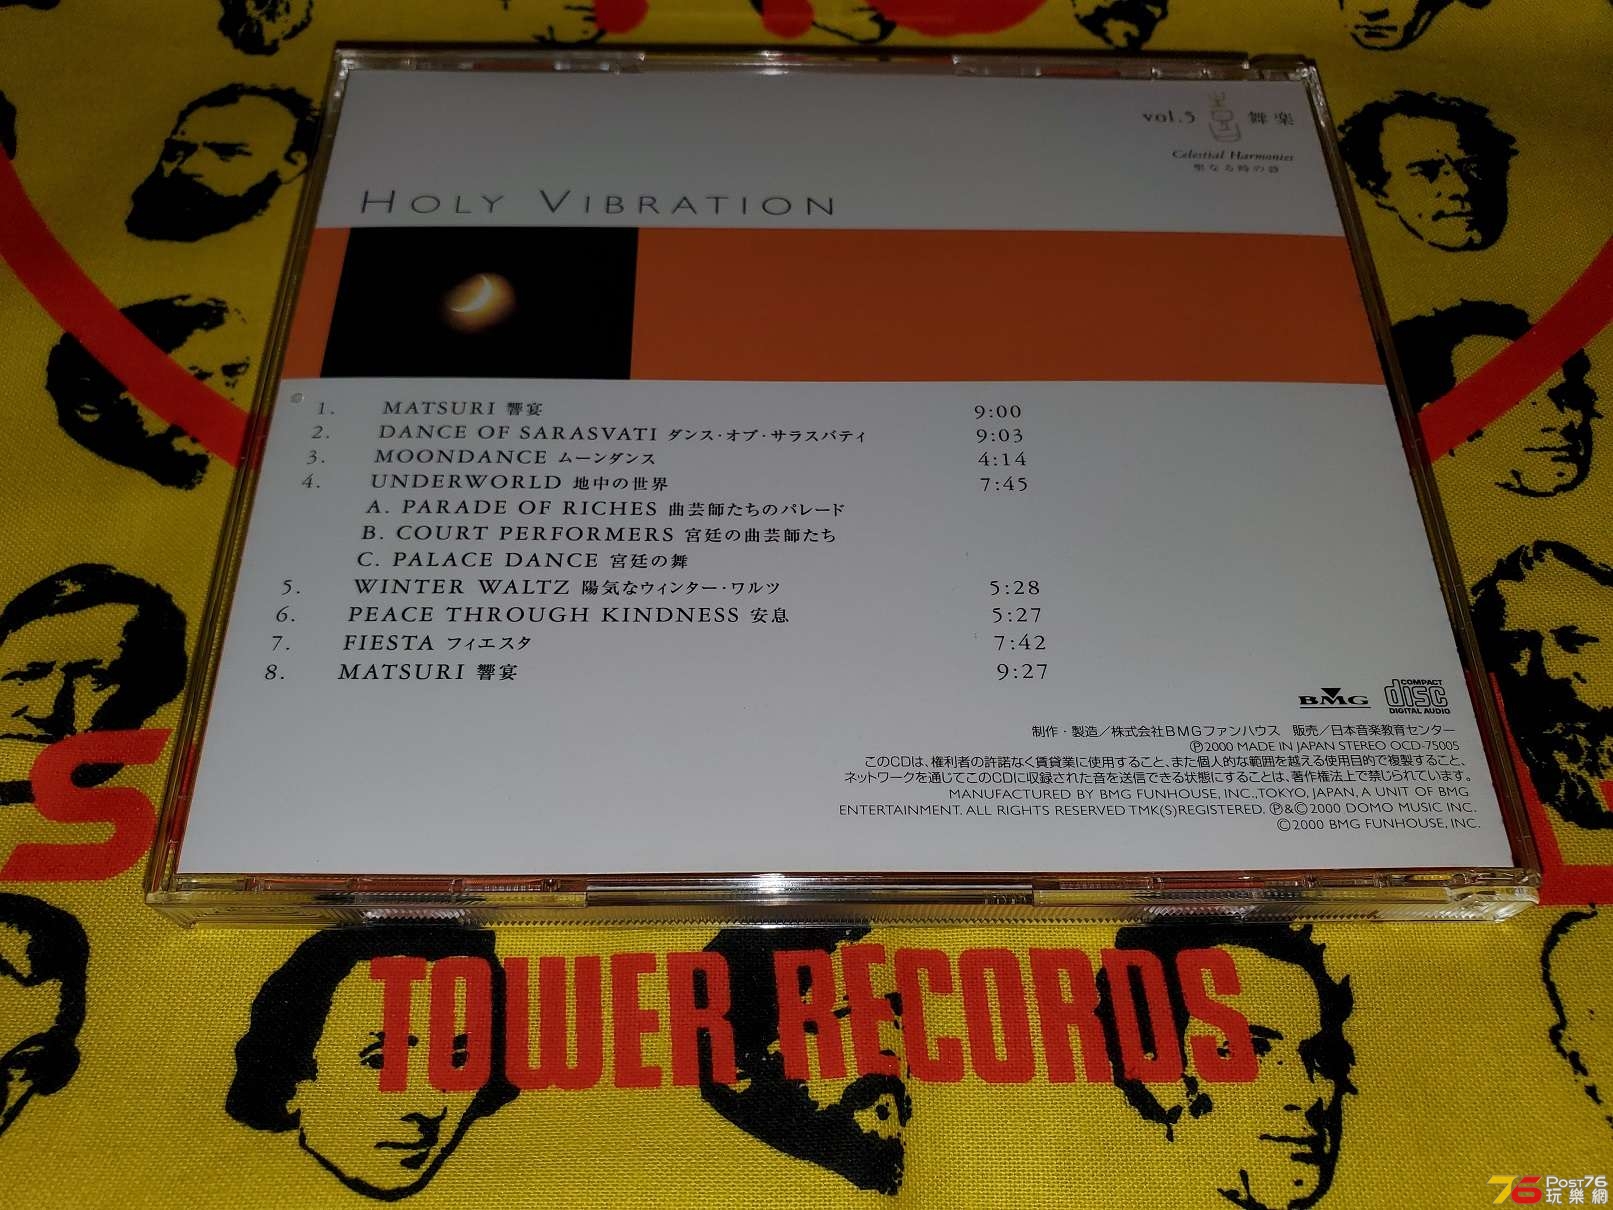 vol.5 舞楽
Celestial Harmonies
聖なる時の器
HOLY VIBRATION
1. MATSURI 響宴 9:00
2. DANCE OF SARASVATI ダンス・オブ・サラスバティ 9:03
3. MOONDANCE ムーンダンス 4:14
4. UNDERWORLD 地中の世界 7:45
A. PARADE OF RICHES 曲芸師たちのパレード
B. COURT PERFORMERS 宮廷の曲芸師たち
C. PALACE DANCE 宮廷の舞
5. WINTER WALTZ 陽気なウィンター・ワルツ 5:28
6. PEACE THROUGH KINDNESS 安息 5:27
7. FIESTA フィエスタ 7:42
8. MATSURI 響宴 9:27
BMG COMPACT disc DIGITAL AUDIO
制作・製造／株式会社BMGファンハウス 販売／日本音楽教育センター
Ⓟ2000 MADE IN JAPAN STEREO OCD-75005
このCDは、権利者の許諾なく賃貸業に使用すること、また個人的な範囲を越える使用目的で複製すること、
ネットワークを通じてこのCDに収録された音を送信できる状態にすることは、著作権法上で禁じられています。
MANUFACTURED BY BMG FUNHOUSE, INC.,TOKYO, JAPAN, A UNIT OF BMG
ENTERTAINMENT. ALL RIGHTS RESERVED TMK(S)REGISTERED. Ⓟ&©2000 DOMO MUSIC INC.
©2000 BMG FUNHOUSE, INC.
TOWER RECORDS
76 Post76
玩樂網